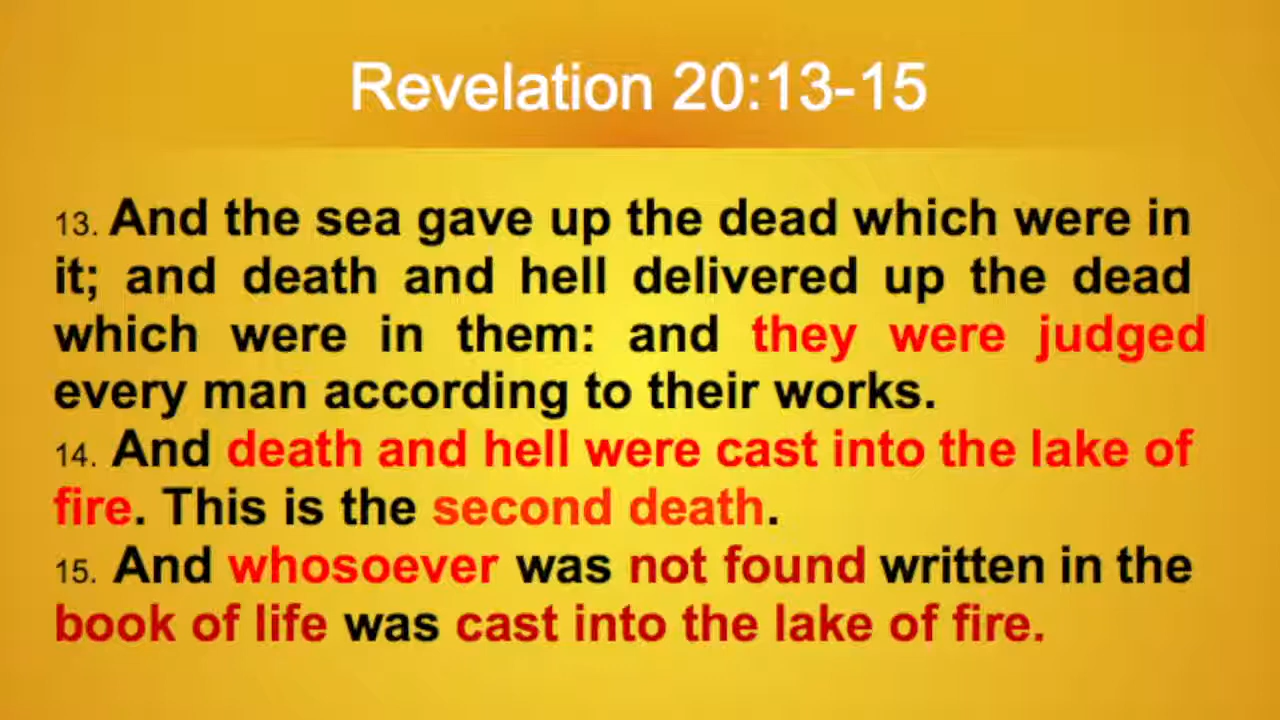 Revelation 20:13-15
13. And the sea gave up the dead which were in
it; and death and hell delivered up the dead
which were in them: and they were judged
every man according to their works.
14. And death and hell were cast into the lake of
fire. This is the second death.
15. And whosoever was not found written in the
book of life was cast into the lake of fire.